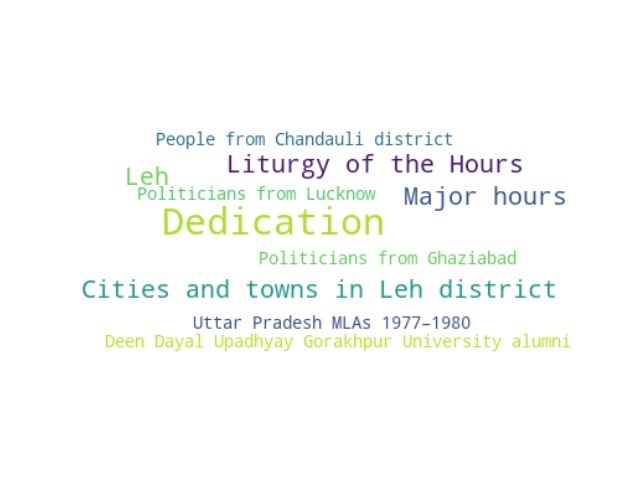 People from Chandauli district
Liturgy of the Hours
Leh
Politicians from Lucknow
Major hours
Dedication
Politicians from Ghaziabad
Cities and towns in Leh district
Uttar Pradesh MLAs 1977–1980
Deen Dayal Upadhyay Gorakhpur University alumni